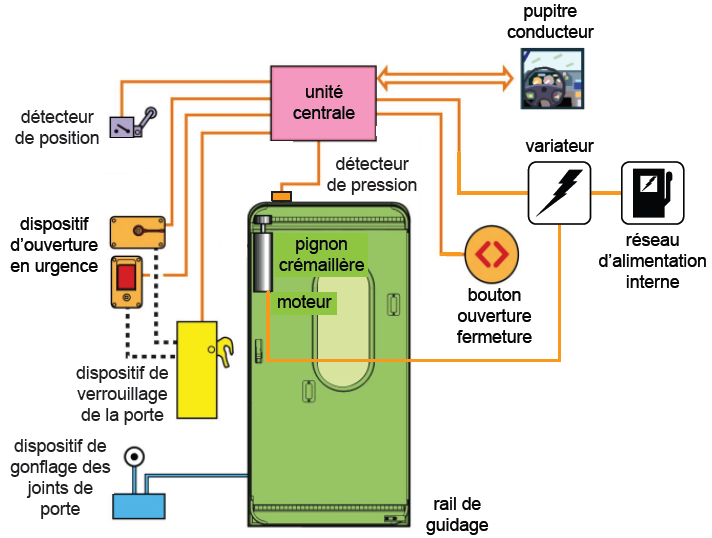 pupitre
conducteur
unité
centrale
détecteur
de position
variateur
détecteur
de pression
dispositif
d'ouverture
en urgence
pignon
crémaillère
réseau
d'alimentation
interne
moteur
bouton
ouverture
fermeture
dispositif de
verrouillage
de la porte
dispositif de
gonflage des
joints de
porte
rail de
guidage